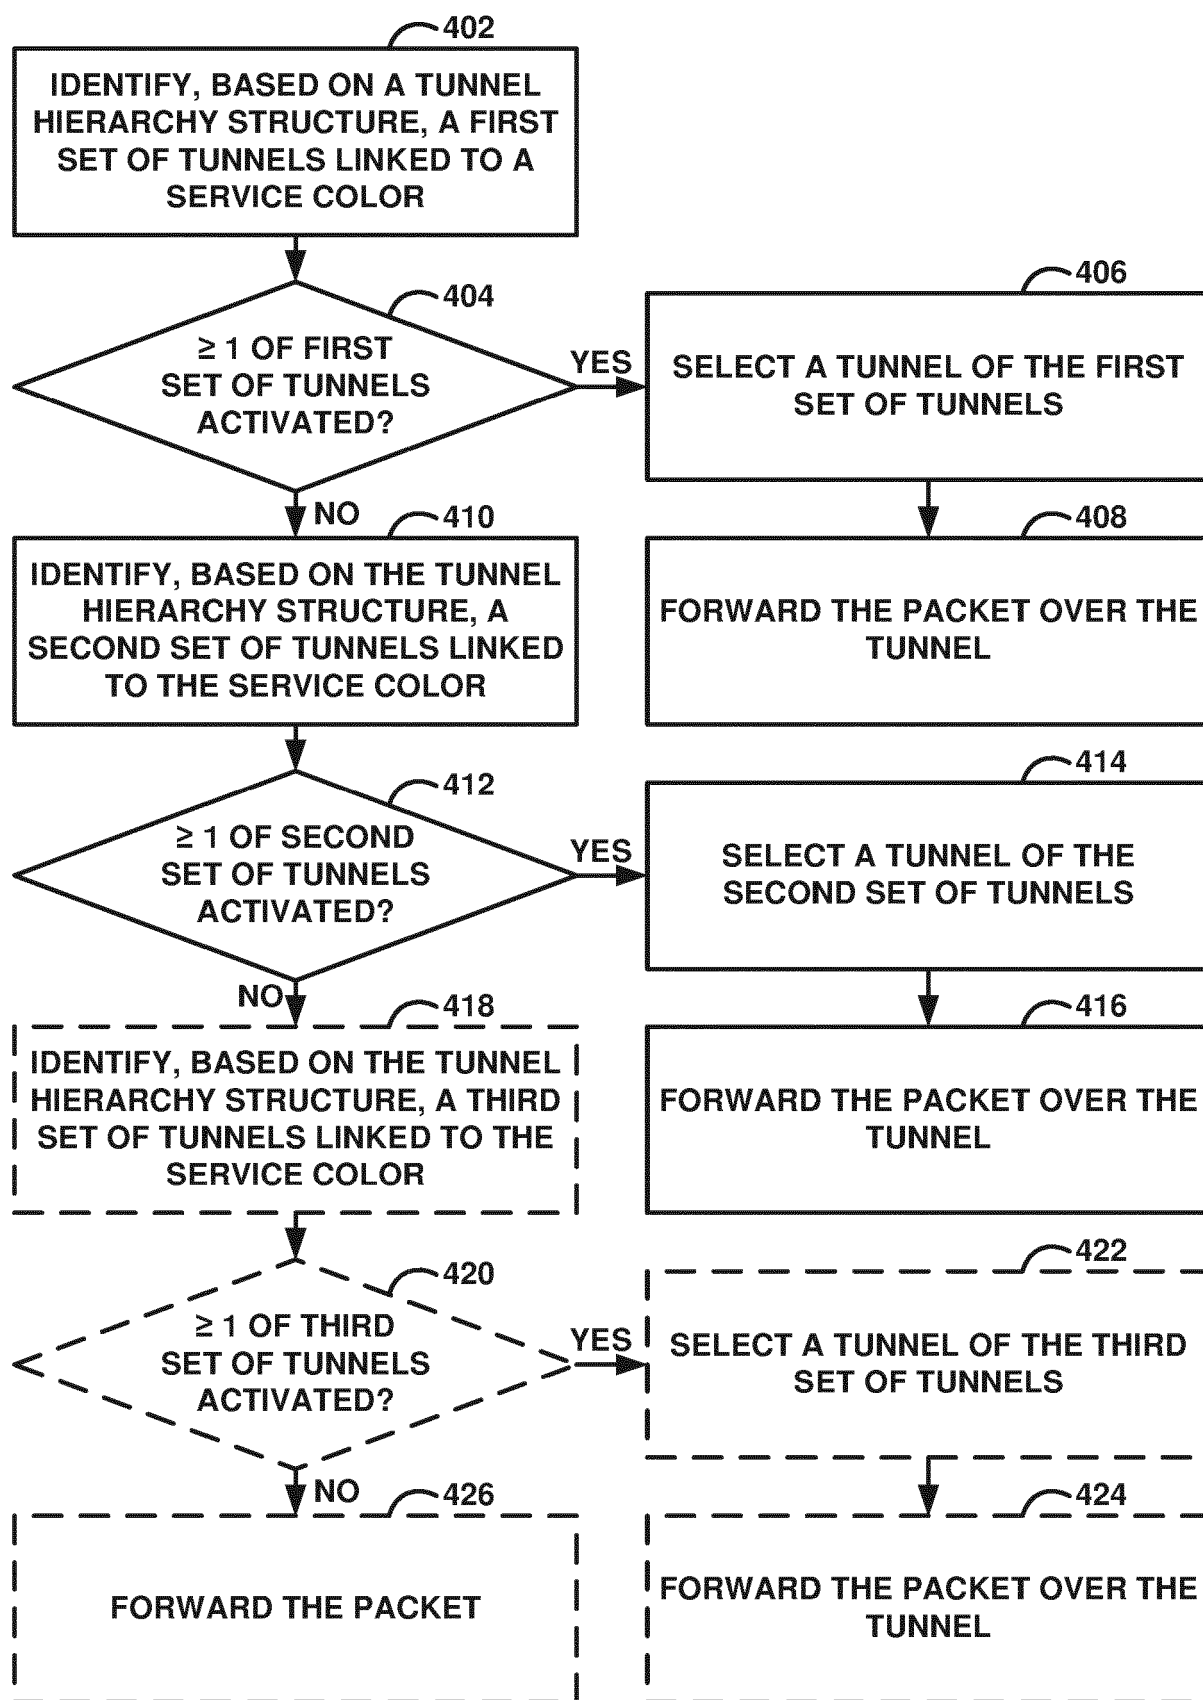 402
IDENTIFY, BASED ON A TUNNEL
HIERARCHY STRUCTURE, A FIRST
SET OF TUNNELS LINKED TO A
SERVICE COLOR
404
≥ 1 OF FIRST
SET OF TUNNELS
ACTIVATED?
YES
406
SELECT A TUNNEL OF THE FIRST
SET OF TUNNELS
NO
408
FORWARD THE PACKET OVER THE
TUNNEL
410
IDENTIFY, BASED ON THE TUNNEL
HIERARCHY STRUCTURE, A
SECOND SET OF TUNNELS LINKED
TO THE SERVICE COLOR
412
≥ 1 OF SECOND
SET OF TUNNELS
ACTIVATED?
YES
414
SELECT A TUNNEL OF THE
SECOND SET OF TUNNELS
NO
416
FORWARD THE PACKET OVER THE
TUNNEL
418
IDENTIFY, BASED ON THE TUNNEL
HIERARCHY STRUCTURE, A THIRD
SET OF TUNNELS LINKED TO THE
SERVICE COLOR
420
≥ 1 OF THIRD
SET OF TUNNELS
ACTIVATED?
YES
422
SELECT A TUNNEL OF THE THIRD
SET OF TUNNELS
NO
424
FORWARD THE PACKET OVER THE
TUNNEL
426
FORWARD THE PACKET